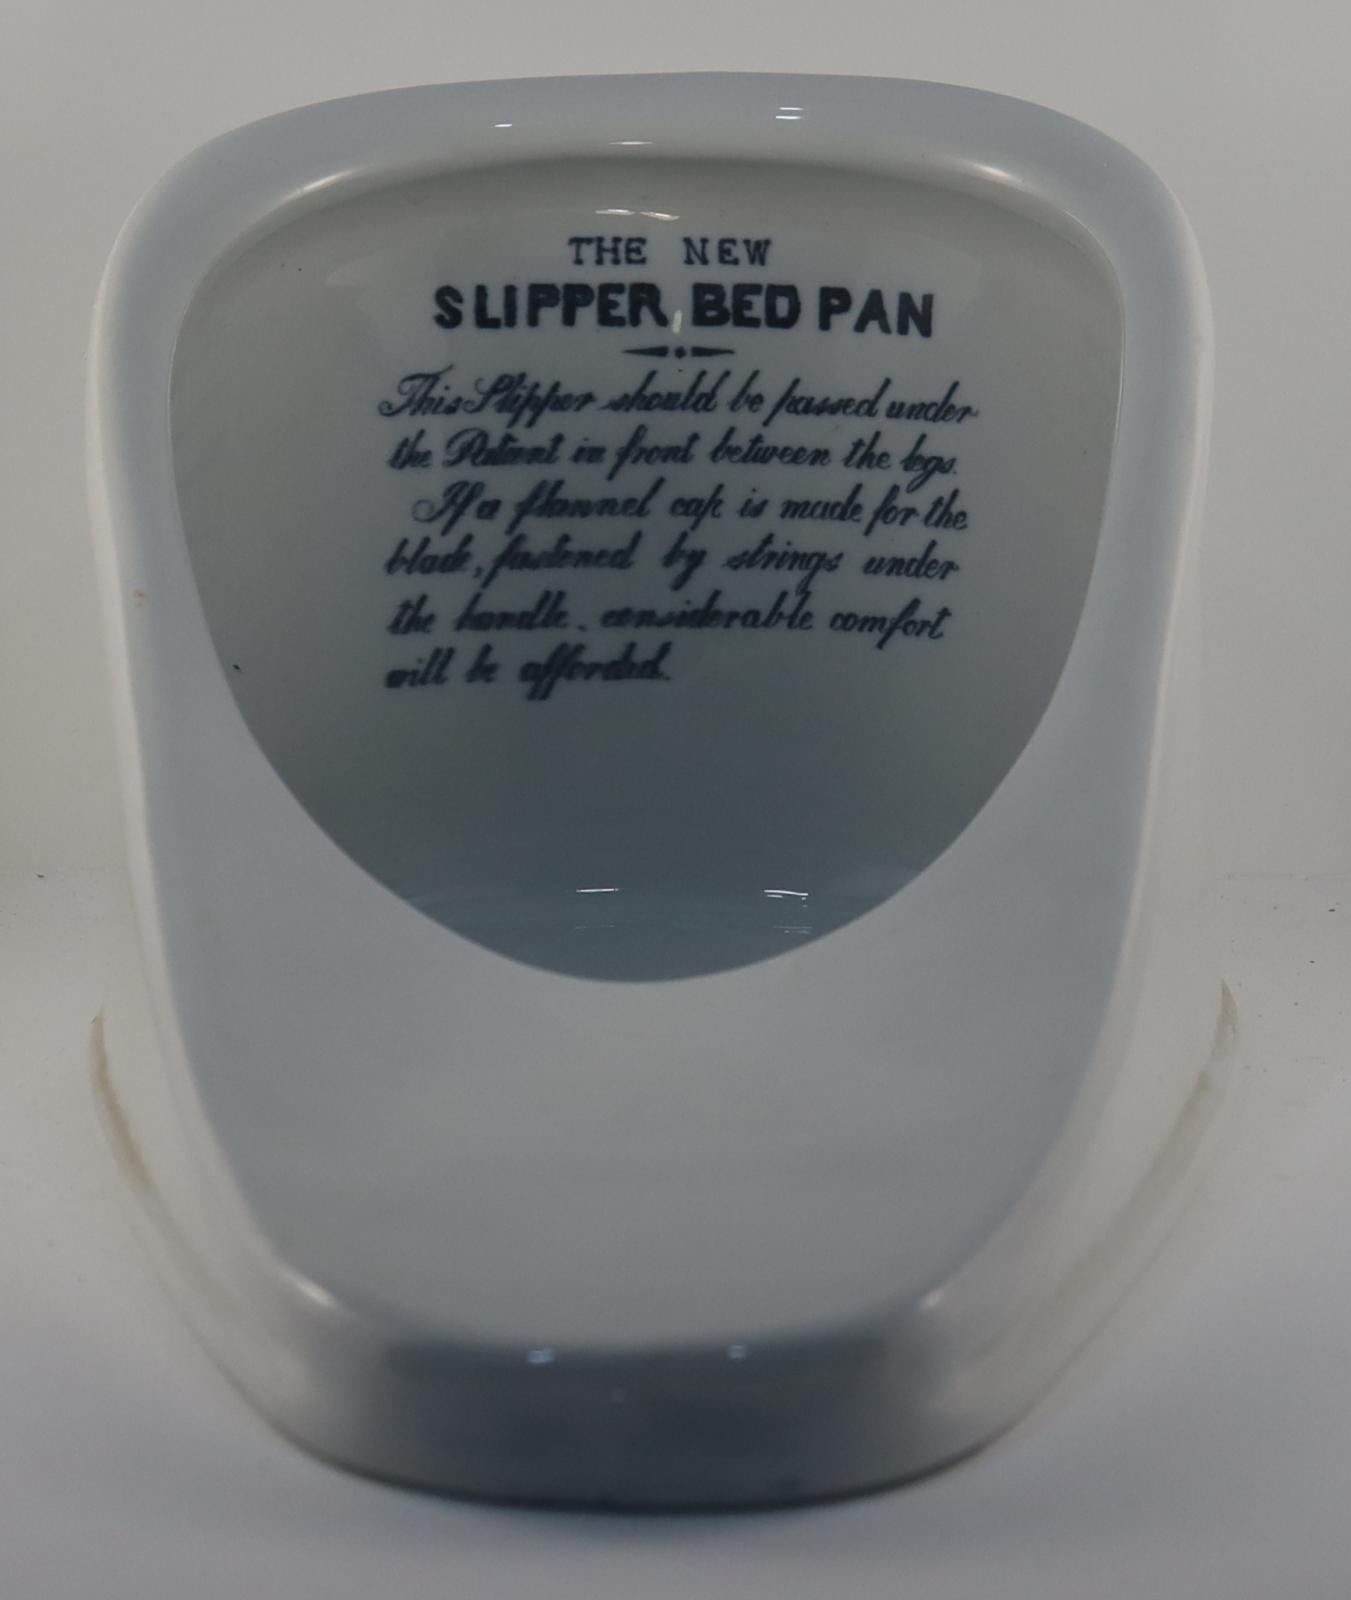 THE NEW
SLIPPER BED PAN
This Slipper should be passed under
the Patient in front between the legs.
If a flannel cap is made for the
blade, fastened by strings under
the handle, considerable comfort
will be afforded.